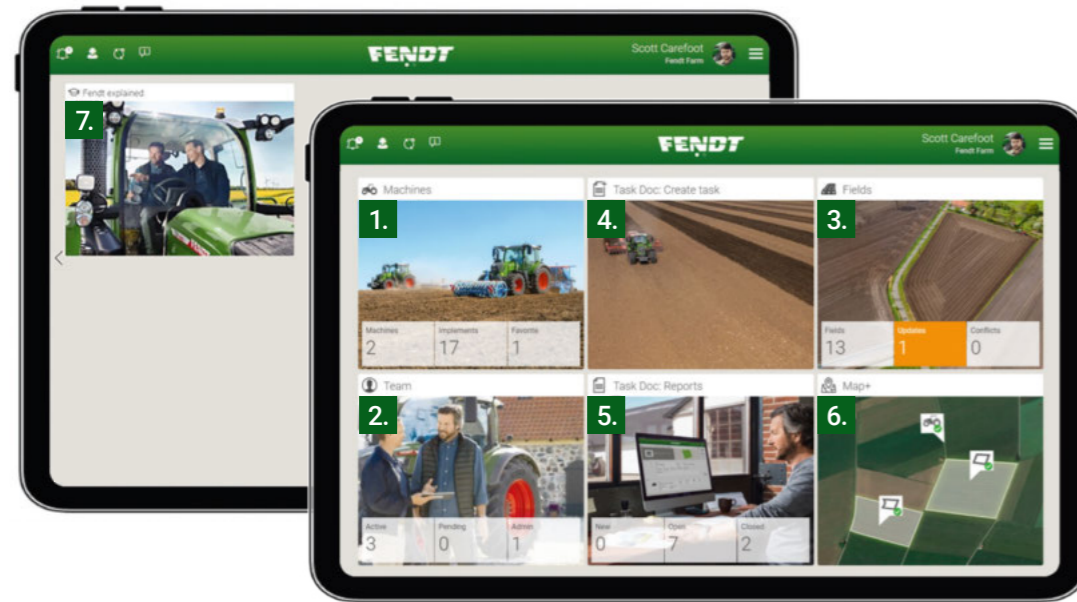 FENDT
Scott Carefoot
Fendt Farm
Fendt explained
7.
FENDT
Scott Carefoot
Fendt Farm
Machines
1.
Machines
2
Implements
17
Favorite
1
Task Doc: Create task
4.
Fields
3.
Fields
13
Updates
1
Conflicts
0
Team
2.
Active
3
Pending
0
Admin
1
Task Doc: Reports
5.
New
0
Open
7
Closed
2
Map+
6.